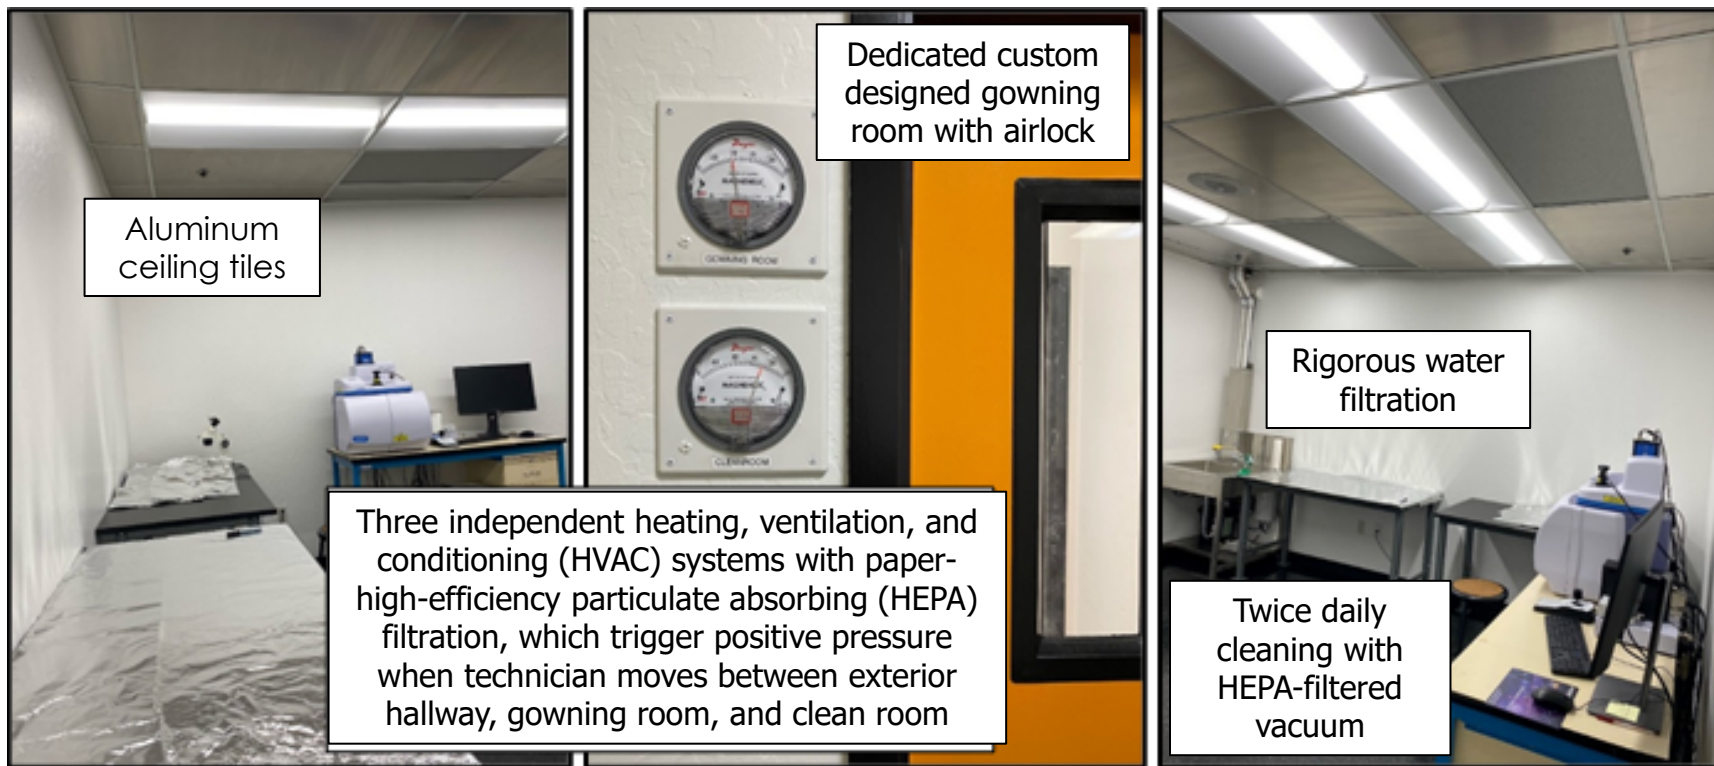 Aluminum
ceiling tiles
Dedicated custom
designed gowning
room with airlock
GOWNING ROOM
CLEANROOM
Three independent heating, ventilation, and
conditioning (HVAC) systems with paper-
high-efficiency particulate absorbing (HEPA)
filtration, which trigger positive pressure
when technician moves between exterior
hallway, gowning room, and clean room
Rigorous water
filtration
Twice daily
cleaning with
HEPA-filtered
vacuum